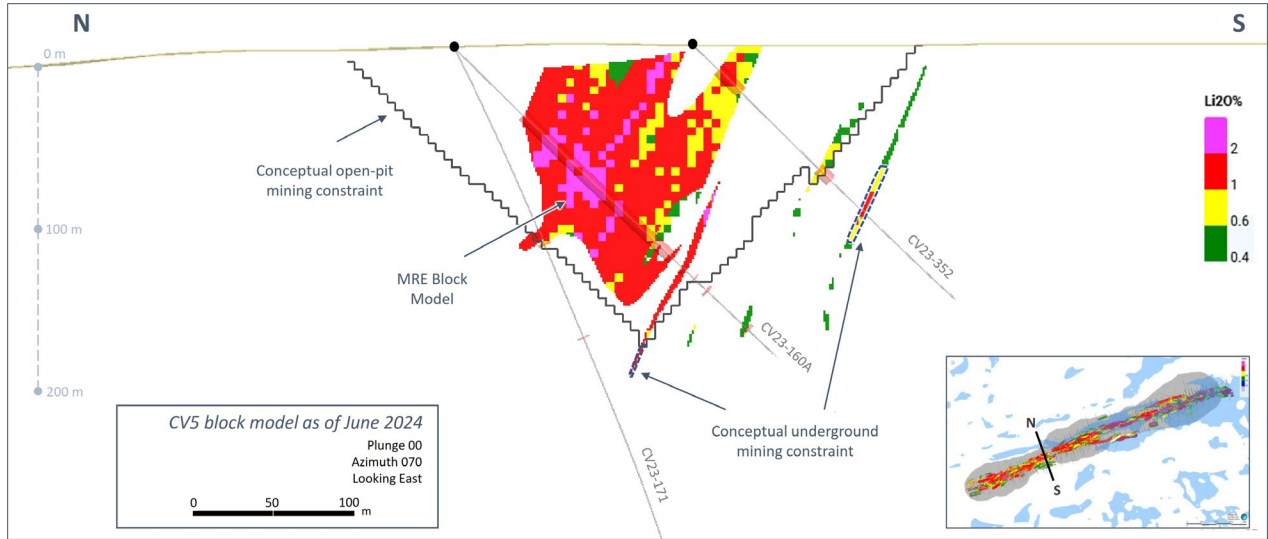 N
S
0 m
Li2O%
2
1
0.6
0.4
Conceptual open-pit
mining constraint
100 m
MRE Block
Model
CV23-352
CV23-160A
200 m
CV5 block model as of June 2024
Plunge 00
Azimuth 070
Looking East
0
50
100
m
Conceptual underground
mining constraint
CV23-171
N
S